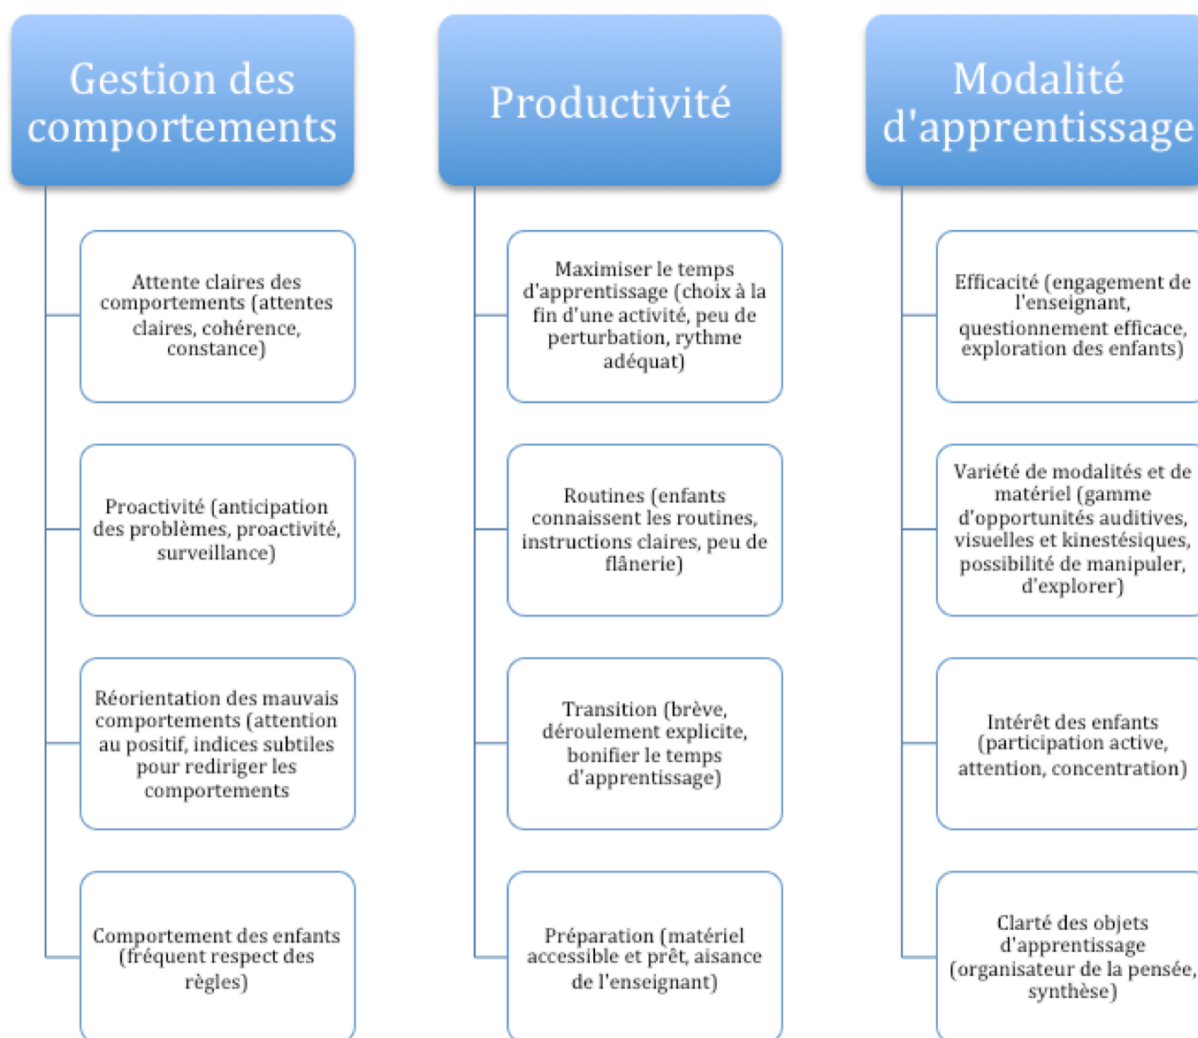 Gestion des
comportements
Attente claires des
comportements (attentes
claires, cohérence,
constance)
Proactivité (anticipation
des problèmes, proactivité,
surveillance)
Réorientation des mauvais
comportements (attention
au positif, indices subtiles
pour rediriger les
comportements
Comportement des enfants
(fréquent respect des
règles)
Productivité
Maximiser le temps
d'apprentissage (choix à la
fin d'une activité, peu de
perturbation, rythme
adéquat)
Routines (enfants
connaissent les routines,
instructions claires, peu de
flânerie)
Transition (brève,
déroulement explicite,
bonifier le temps
d'apprentissage)
Préparation (matériel
accessible et prêt, aisance
de l'enseignant)
Modalité
d'apprentissage
Efficacité (engagement de
l'enseignant,
questionnement efficace,
exploration des enfants)
Variété de modalités et de
matériel (gamme
d'opportunités auditives,
visuelles et kinestésiques,
possibilité de manipuler,
d'explorer)
Intérêt des enfants
(participation active,
attention, concentration)
Clarté des objets
d'apprentissage
(organisateur de la pensée,
synthèse)